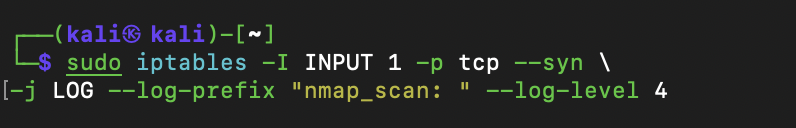 ┌──(kali㉿ kali)-[~]
└─$ sudo iptables -I INPUT 1 -p tcp --syn \
[-j LOG --log-prefix "nmap_scan: " --log-level 4